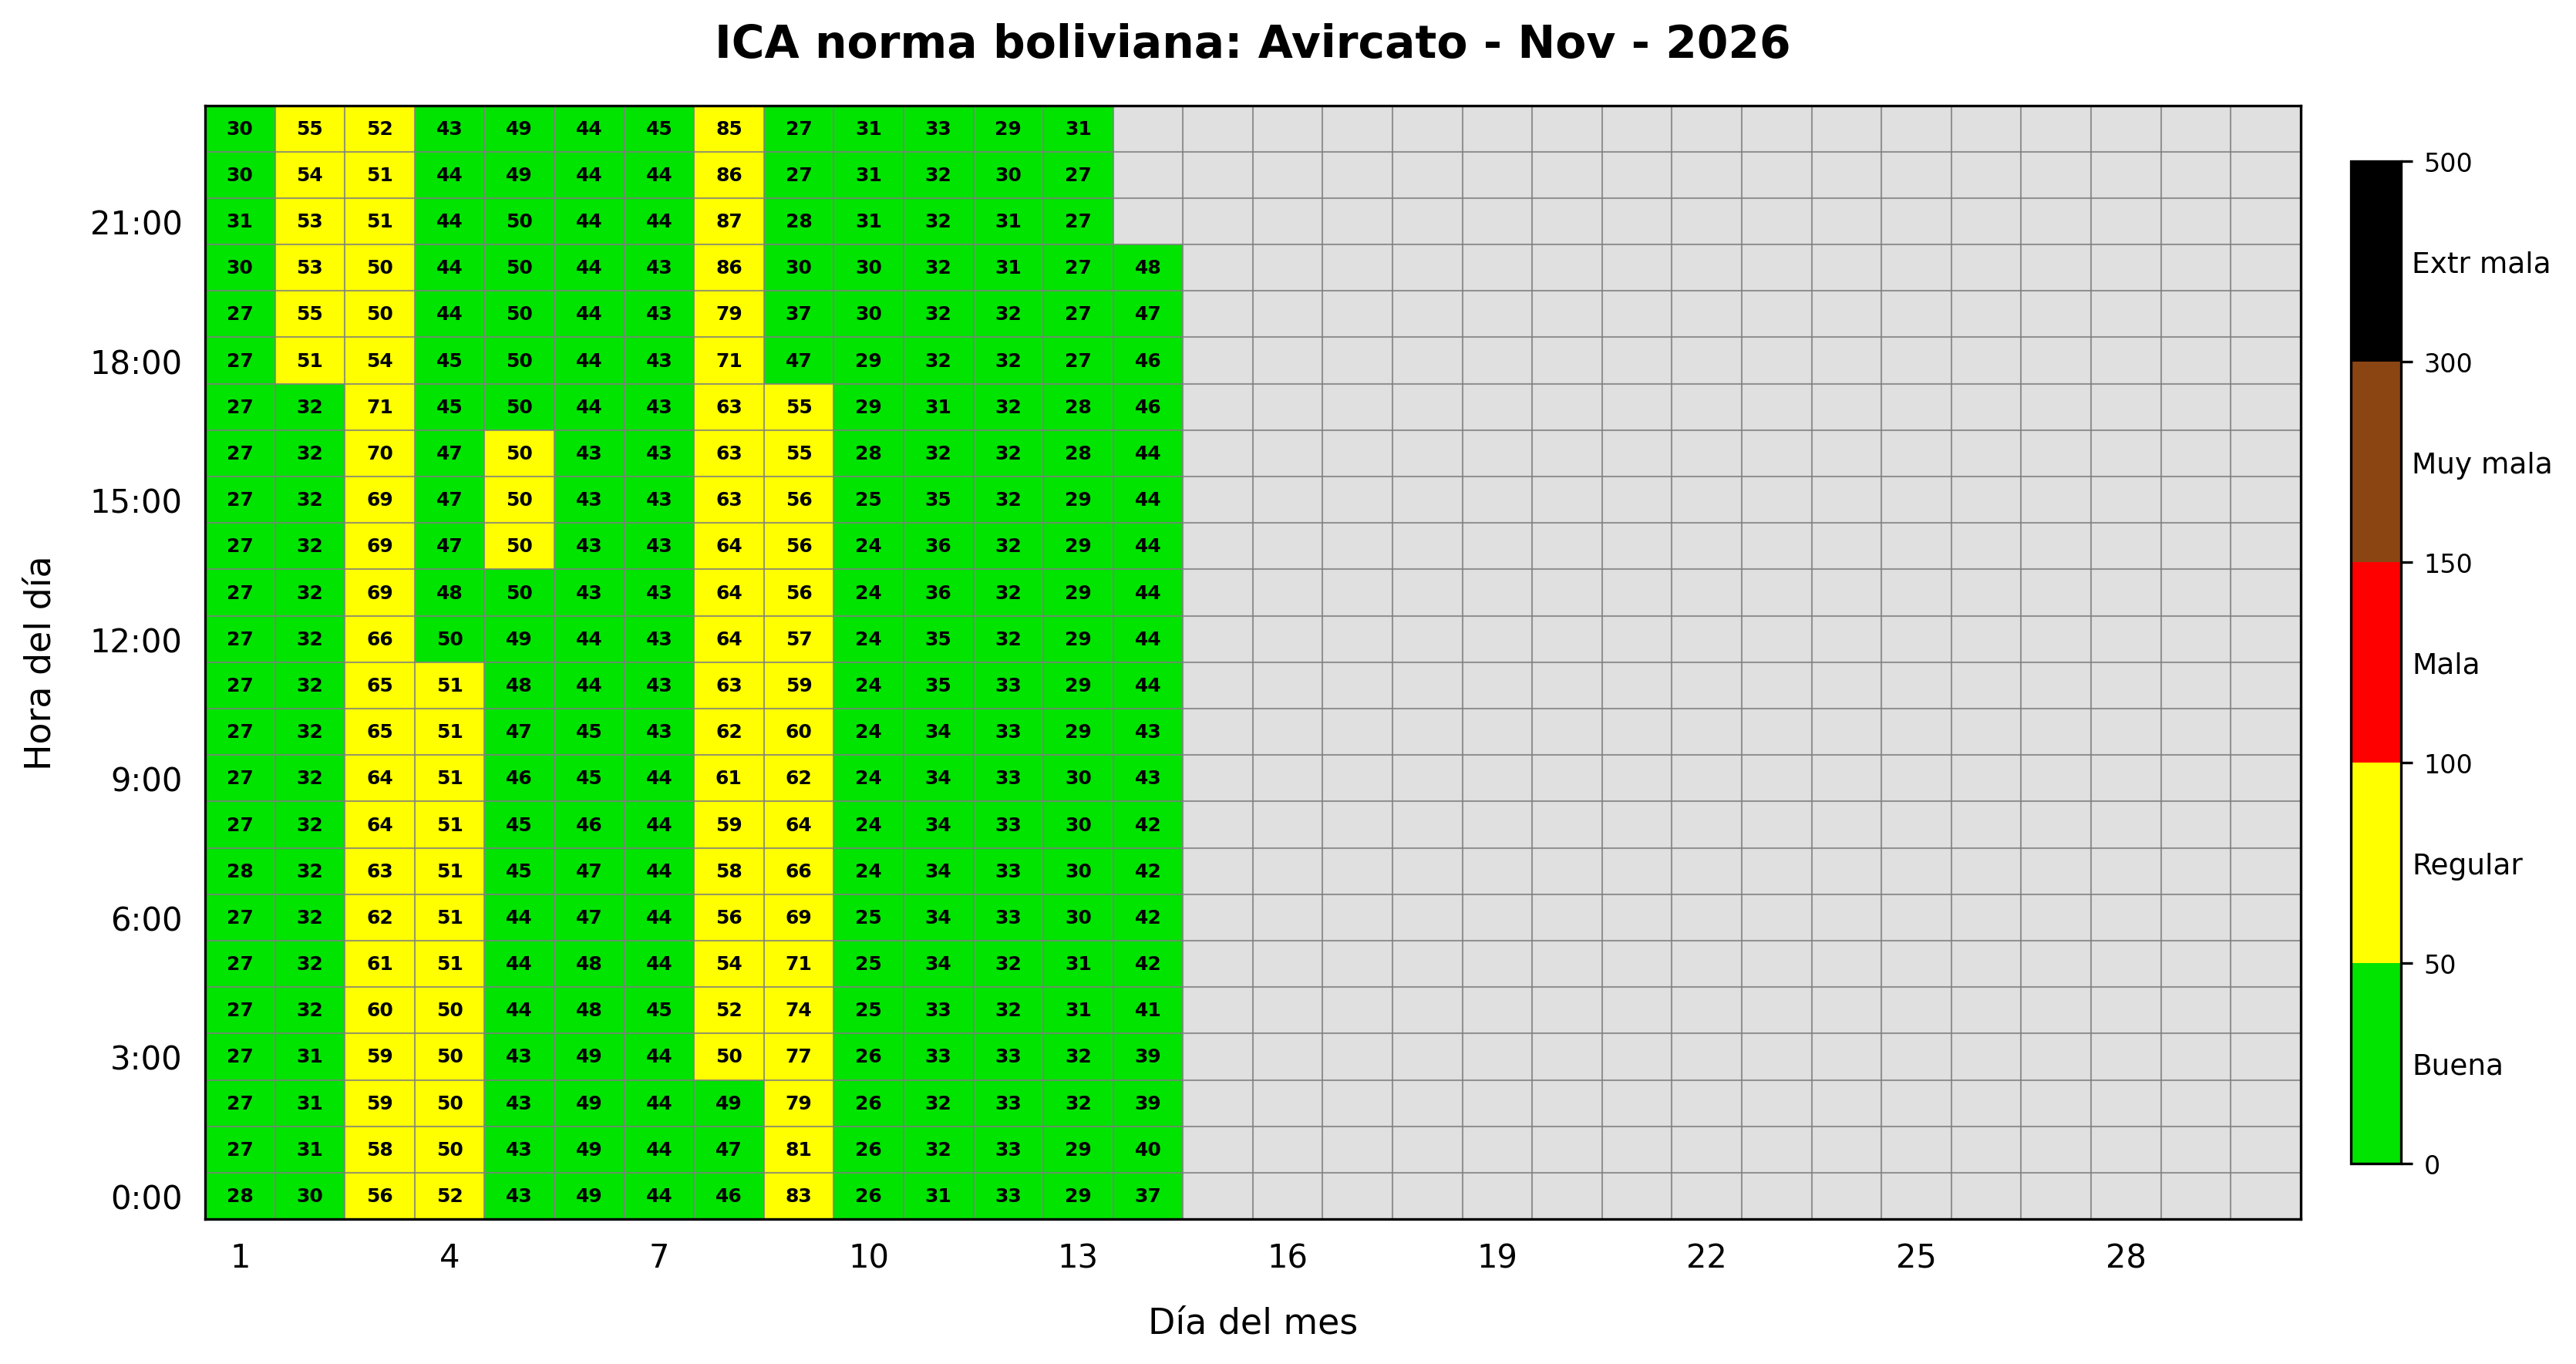 ICA norma boliviana: Avircato - Nov - 2026
30 55 52 43 49 44 45 85 27 31 33 29 31
30 54 51 44 49 44 44 86 27 31 32 30 27
21:00 31 53 51 44 50 44 44 87 28 31 32 31 27
30 53 50 44 50 44 43 86 30 30 32 31 27 48
27 55 50 44 50 44 43 79 37 30 32 32 27 47
18:00 27 51 54 45 50 44 43 71 47 29 32 32 27 46
27 32 71 45 50 44 43 63 55 29 31 32 28 46
27 32 70 47 50 43 43 63 55 28 32 32 28 44
15:00 27 32 69 47 50 43 43 63 56 25 35 32 29 44
27 32 69 47 50 43 43 64 56 24 36 32 29 44
27 32 69 48 50 43 43 64 56 24 36 32 29 44
12:00 27 32 66 50 49 44 43 64 57 24 35 32 29 44
27 32 65 51 48 44 43 63 59 24 35 33 29 44
27 32 65 51 47 45 43 62 60 24 34 33 29 43
9:00 27 32 64 51 46 45 44 61 62 24 34 33 30 43
27 32 64 51 45 46 44 59 64 24 34 33 30 42
28 32 63 51 45 47 44 58 66 24 34 33 30 42
6:00 27 32 62 51 44 47 44 56 69 25 34 33 30 42
27 32 61 51 44 48 44 54 71 25 34 32 31 42
27 32 60 50 44 48 45 52 74 25 33 32 31 41
3:00 27 31 59 50 43 49 44 50 77 26 33 33 32 39
27 31 59 50 43 49 44 49 79 26 32 33 32 39
27 31 58 50 43 49 44 47 81 26 32 33 29 40
0:00 28 30 56 52 43 49 44 46 83 26 31 33 29 37
1 4 7 10 13 16 19 22 25 28
Día del mes
Hora del día
500
Extr mala
300
Muy mala
150
Mala
100
Regular
50
Buena
0